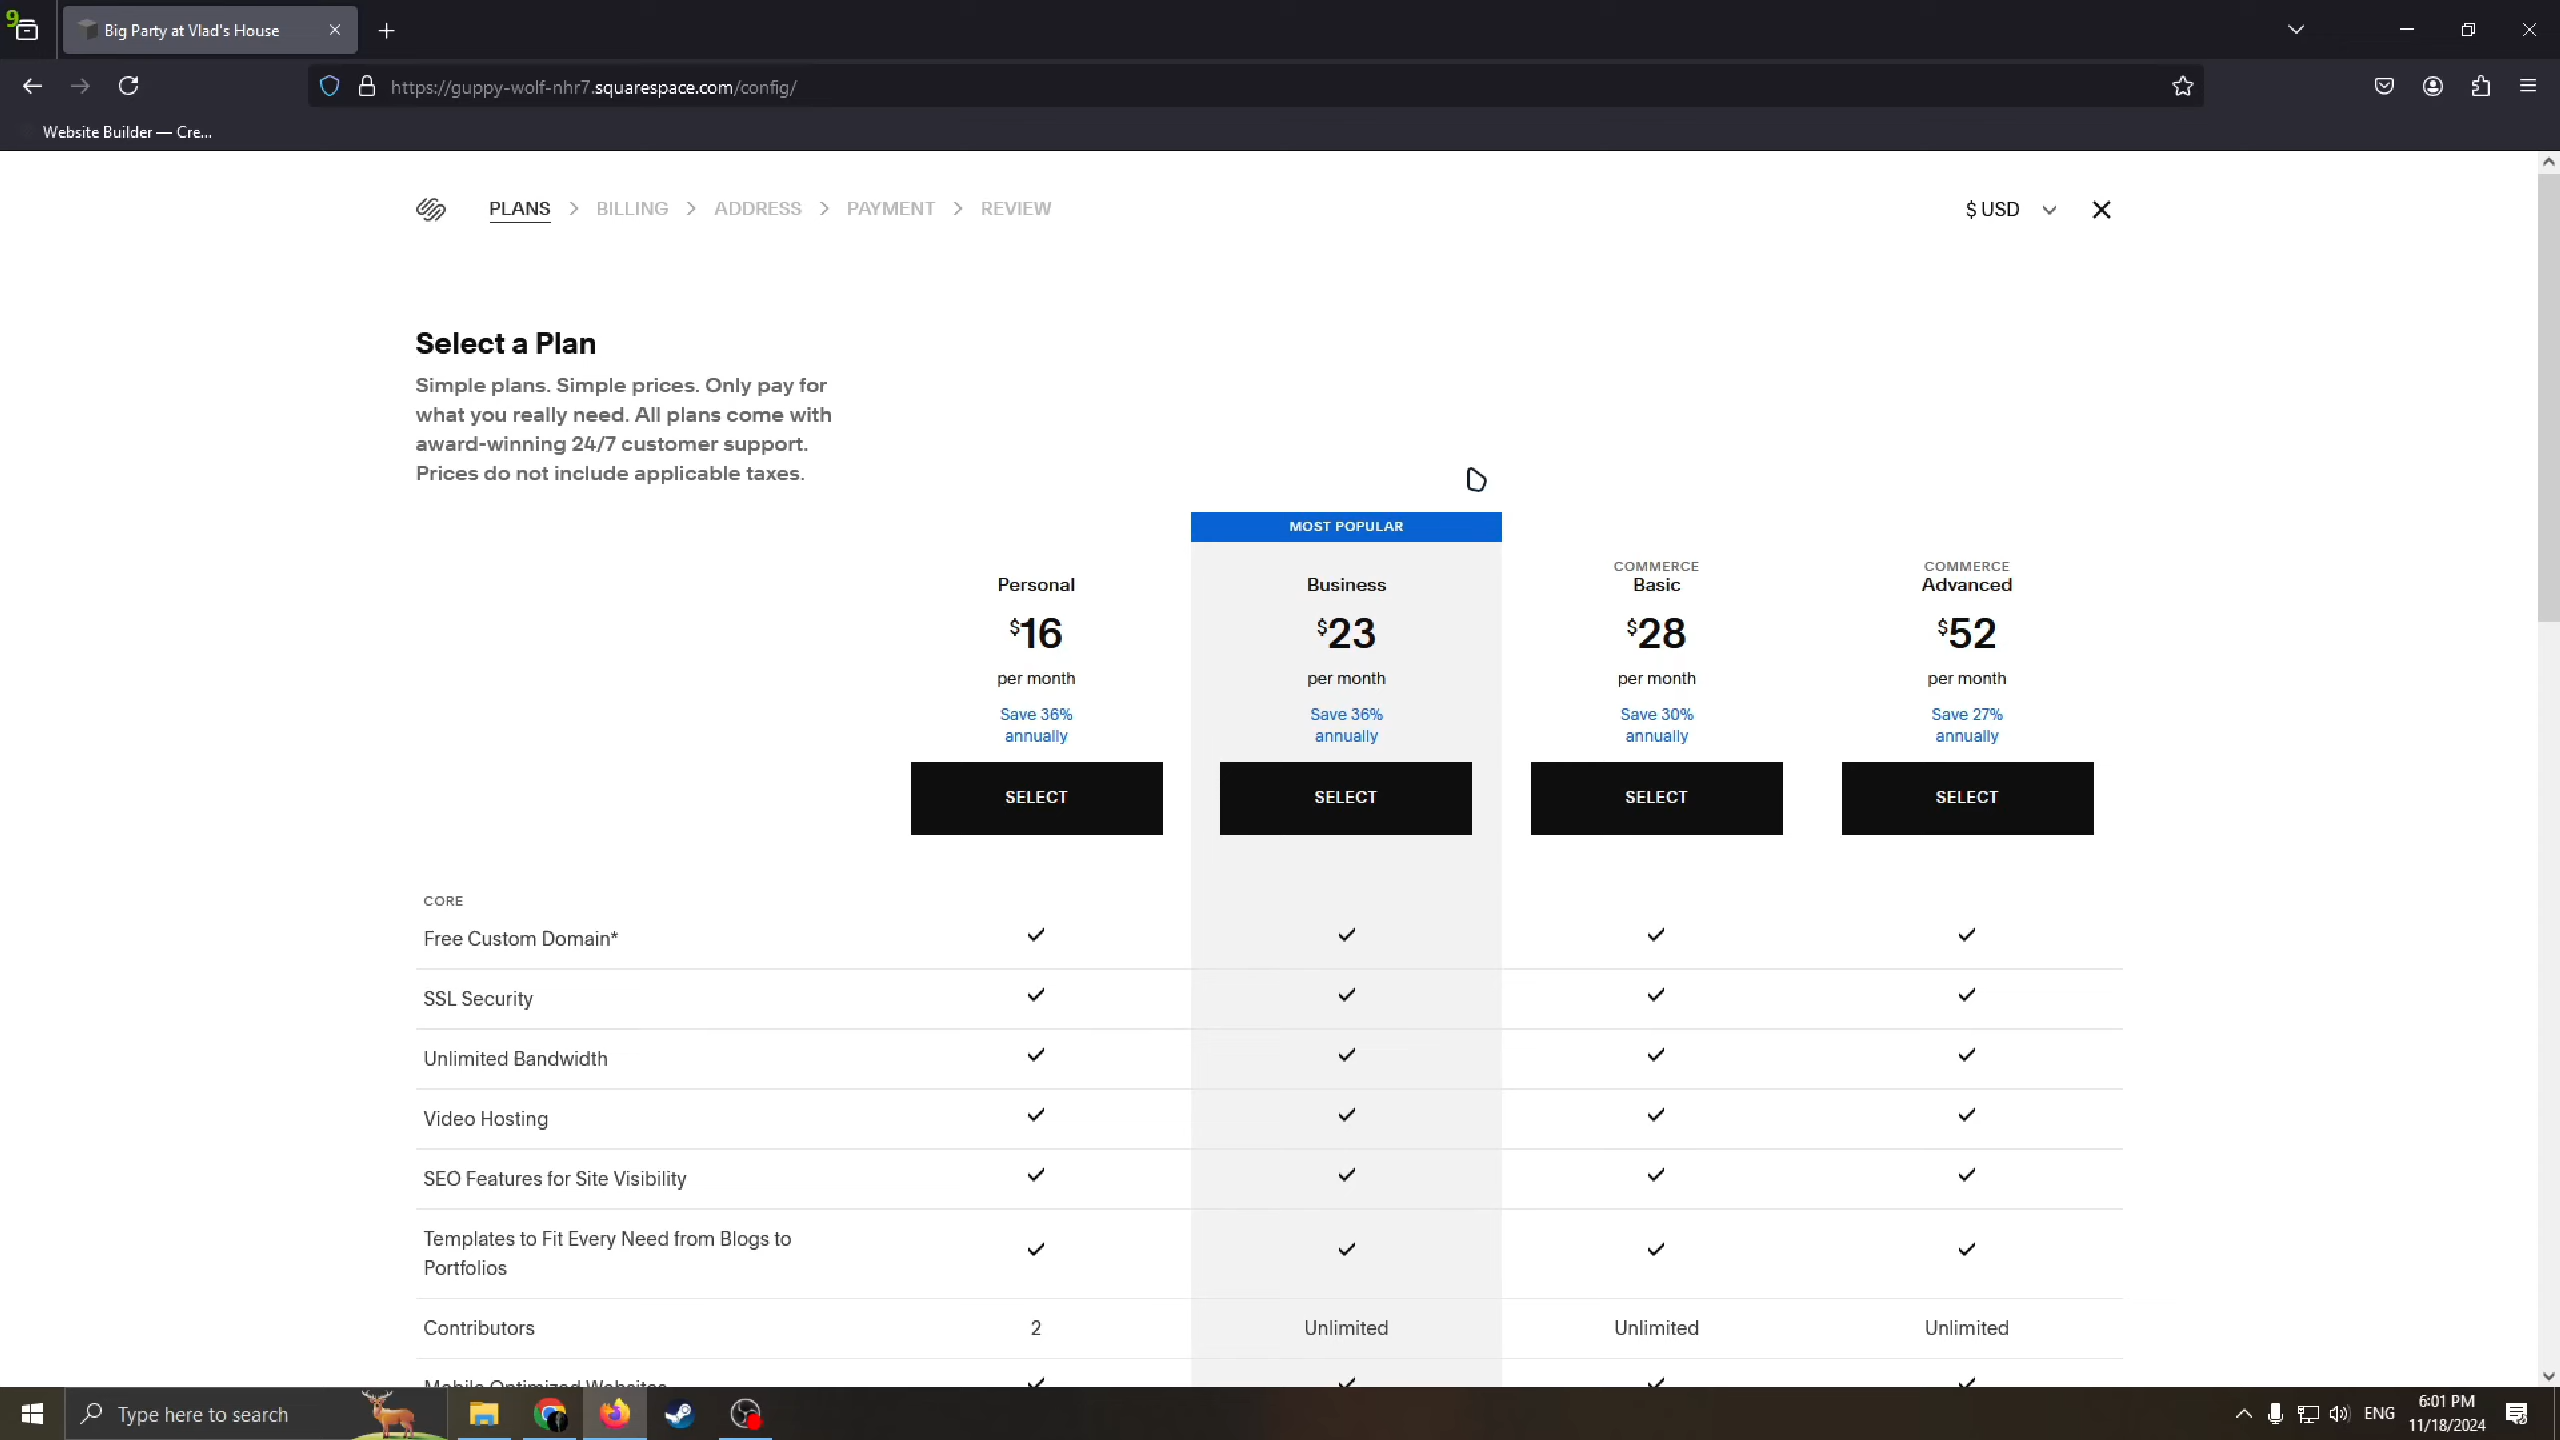 9
Big Party at Vlad's House
https://guppy-wolf-nhr7.squarespace.com/config/
Website Builder — Cre...
PLANS > BILLING > ADDRESS > PAYMENT > REVIEW
$ USD
Select a Plan
Simple plans. Simple prices. Only pay for
what you really need. All plans come with
award-winning 24/7 customer support.
Prices do not include applicable taxes.
MOST POPULAR
COMMERCE COMMERCE
Personal Business Basic Advanced
$16 $23 $28 $52
per month per month per month per month
Save 36% Save 36% Save 30% Save 27%
annually annually annually annually
SELECT SELECT SELECT SELECT
CORE
Free Custom Domain*
SSL Security
Unlimited Bandwidth
Video Hosting
SEO Features for Site Visibility
Templates to Fit Every Need from Blogs to
Portfolios
Contributors 2 Unlimited Unlimited Unlimited
Mobile Optimized Websites
Type here to search
ENG
6:01 PM
11/18/2024